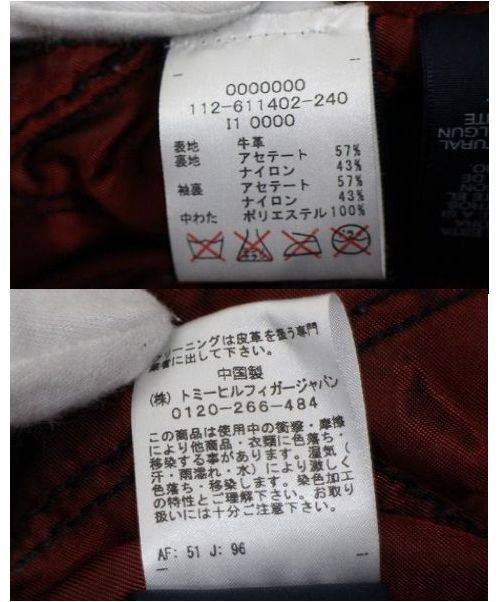 0000000
112-611402-240
I1 0000
表地 牛革
裏地 アセテート 57%
ナイロン 43%
袖裏 アセテート 57%
ナイロン 43%
中わた ポリエステル100%
クリーニングは皮革を扱う専門
業者に出して下さい。
中国製
(株) トミーヒルフィガージャパン
0120-266-484
この商品は使用中の衝撃・摩擦
により他商品・衣類に色落ち・
移染する事があります。湿気(
汗・雨濡れ・水)により激しく
色落ち・移染します。染色加工
の特性とご理解下さい。お取り
扱いには十分ご注意下さい。
AF: 51 J: 96